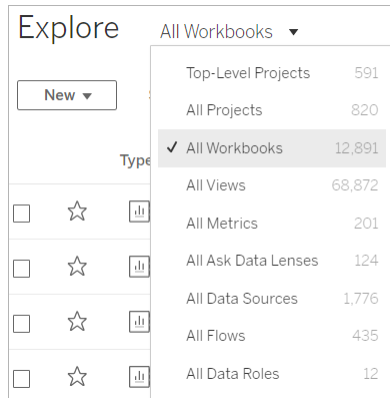 Explore
All Workbooks
Top-Level Projects 591
New
All Projects 820
All Workbooks 12,891
Type
All Views 68,872
All Metrics 201
All Ask Data Lenses 124
All Data Sources 1,776
All Flows 435
All Data Roles 12